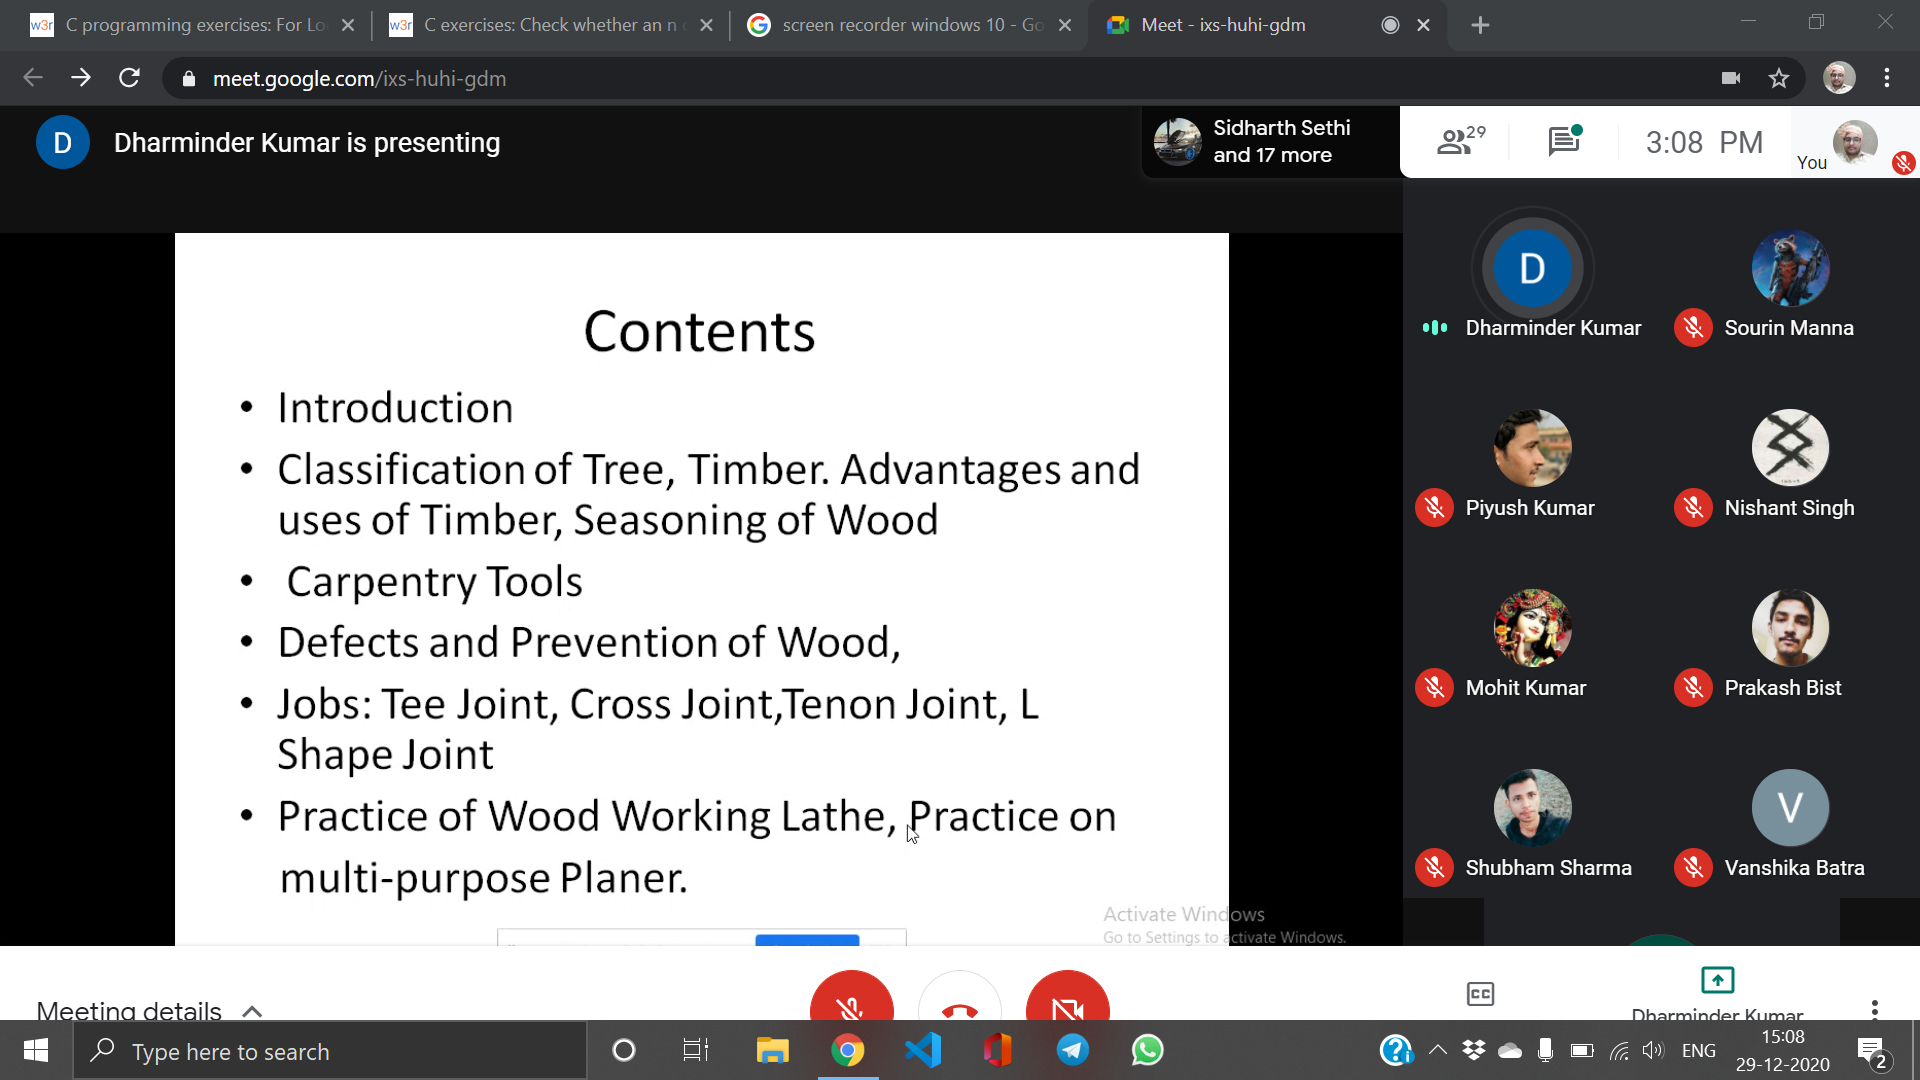 C programming exercises: For Lo
C exercises: Check whether an n
screen recorder windows 10 - Go
Meet - ixs-huhi-gdm
meet.google.com/ixs-huhi-gdm
D
Dharminder Kumar is presenting
Sidharth Sethi
and 17 more
29
3:08 PM
You
Contents
• Introduction
• Classification of Tree, Timber. Advantages and
uses of Timber, Seasoning of Wood
• Carpentry Tools
• Defects and Prevention of Wood,
• Jobs: Tee Joint, Cross Joint,Tenon Joint, L
Shape Joint
• Practice of Wood Working Lathe, Practice on
multi-purpose Planer.
D
Dharminder Kumar
Sourin Manna
Piyush Kumar
Nishant Singh
Mohit Kumar
Prakash Bist
Shubham Sharma
V
Vanshika Batra
Activate Windows
Go to Settings to activate Windows.
Meeting details
CC
Dharminder Kumar
Type here to search
ENG
15:08
29-12-2020
2